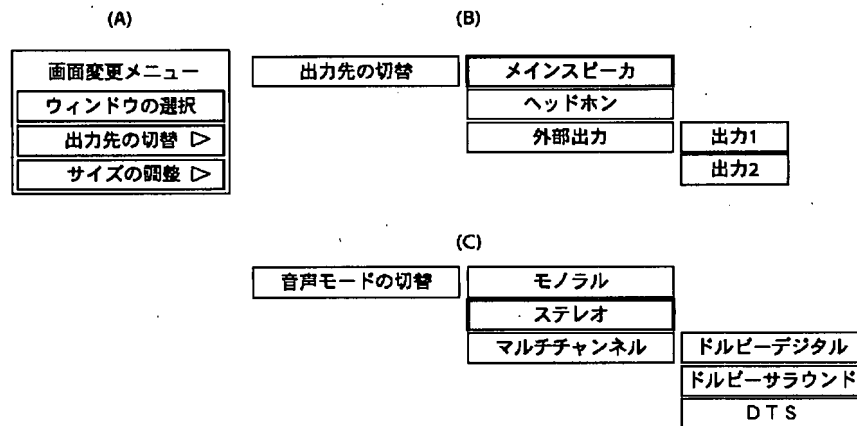 (A)
画面変更メニュー
ウィンドウの選択
出力先の切替 ▷
サイズの調整 ▷
(B)
出力先の切替 メインスピーカ
ヘッドホン
外部出力 出力1
出力2
(C)
音声モードの切替 モノラル
ステレオ
マルチチャンネル ドルビーデジタル
ドルビーサラウンド
DTS